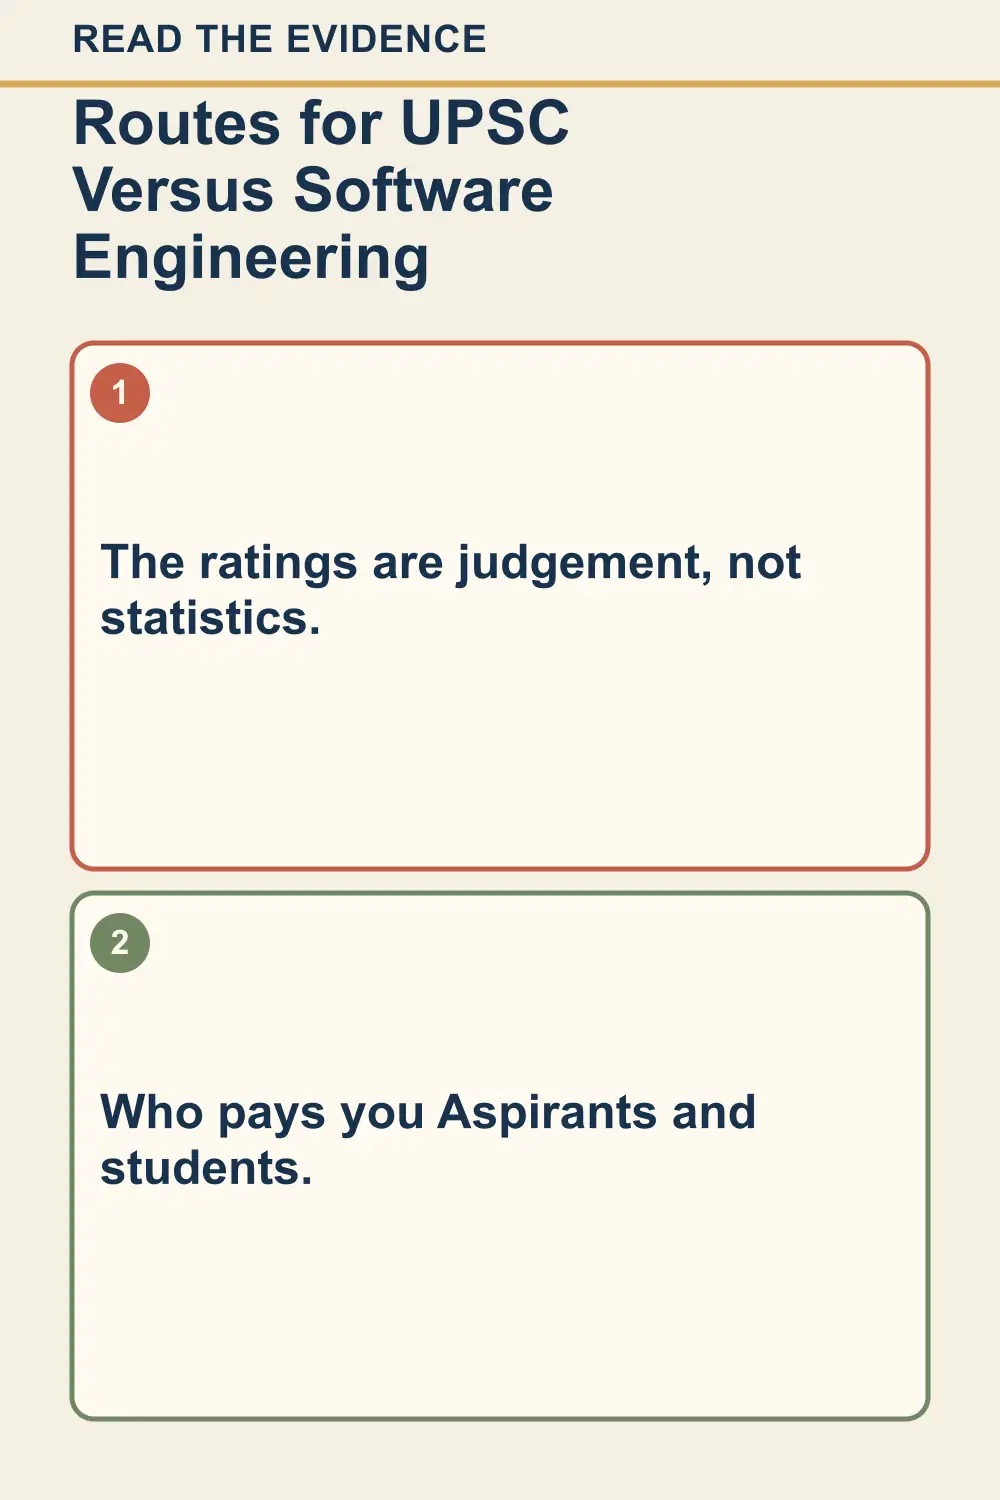 READ THE EVIDENCE
Routes for UPSC
Versus Software
Engineering
1
The ratings are judgement, not
statistics.
2
Who pays you Aspirants and
students.